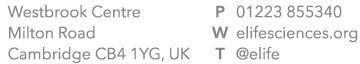 Westbrook Centre
Milton Road
Cambridge CB4 1YG, UK
P 01223 855340
W elifesciences.org
T @elife